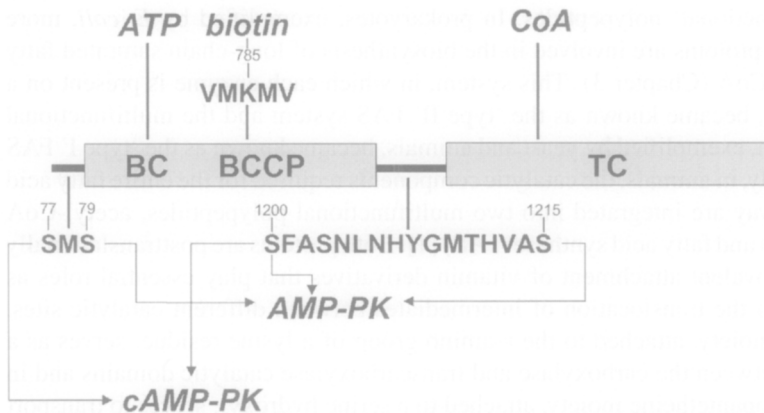 ATP biotin CoA
785
VMKMV
BC BCCP TC
77 79 1200 1215
SMS SFASNLNHYGMTHVAS
AMP-PK
cAMP-PK